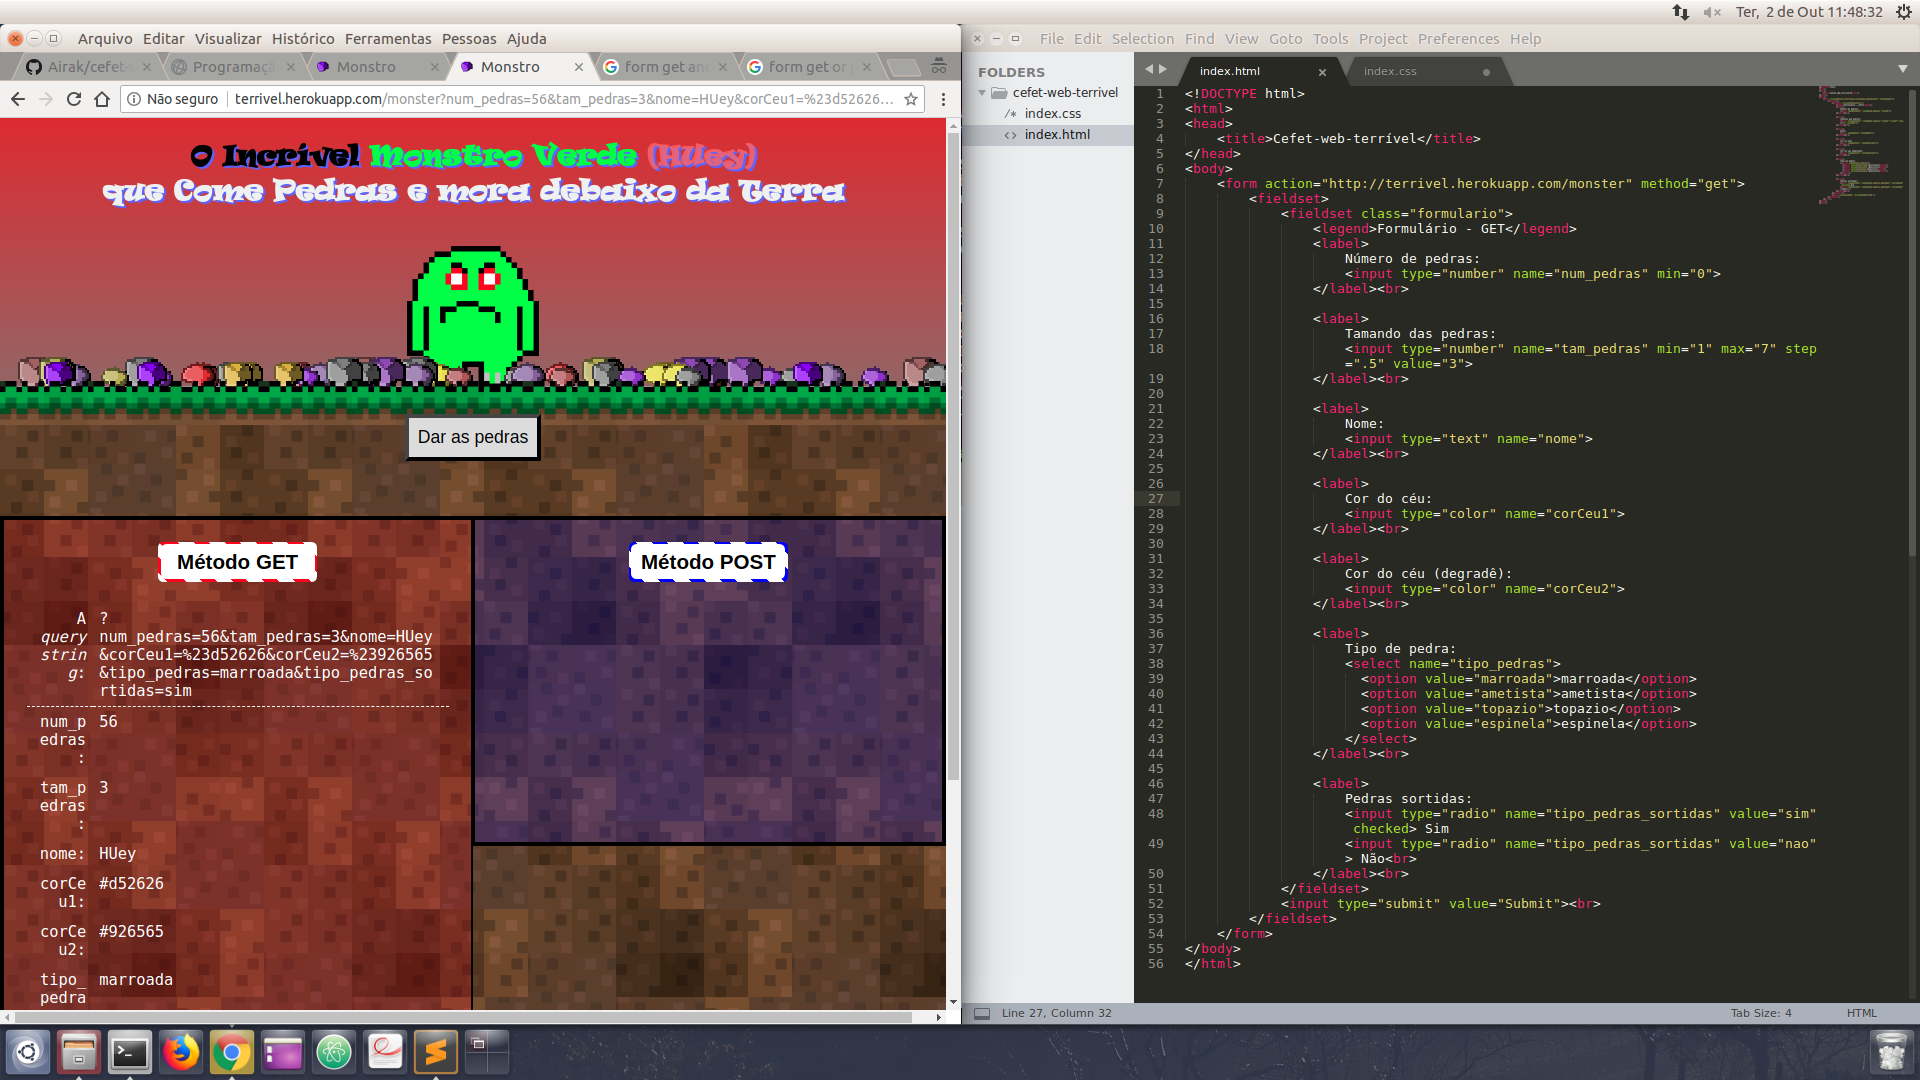 Ter, 2 de Out 11:48:32
Arquivo Editar Visualizar Histórico Ferramentas Pessoas Ajuda
Airak/cefet-
Programaçã
Monstro
Monstro
form get an
form get or
Não seguro
terrivel.herokuapp.com/monster?num_pedras=56&tam_pedras=3&nome=HUey&corCeu1=%23d52626...
O Incrível Monstro Verde (HUey)
que Come Pedras e mora debaixo da Terra
Dar as pedras
Método GET
A query string:
?
num_pedras=56&tam_pedras=3&nome=HUey
&corCeu1=%23d52626&corCeu2=%23926565
&tipo_pedras=marroada&tipo_pedras_so
rtidas=sim
num_p
edras
:
56
tam_p
edras
:
3
nome:
HUey
corCe
u1:
#d52626
corCe
u2:
#926565
tipo_
pedra
marroada
Método POST
File Edit Selection Find View Goto Tools Project Preferences Help
FOLDERS
cefet-web-terrivel
/* index.css
<> index.html
index.html
index.css
1 <!DOCTYPE html>
2 <html>
3 <head>
4 <title>Cefet-web-terrível</title>
5 </head>
6 <body>
7 <form action="http://terrivel.herokuapp.com/monster" method="get">
8 <fieldset>
9 <fieldset class="formulario">
10 <legend>Formulário - GET</legend>
11 <label>
12 Número de pedras:
13 <input type="number" name="num_pedras" min="0">
14 </label><br>
15
16 <label>
17 Tamando das pedras:
18 <input type="number" name="tam_pedras" min="1" max="7" step
=".5" value="3">
19 </label><br>
20
21 <label>
22 Nome:
23 <input type="text" name="nome">
24 </label><br>
25
26 <label>
27 Cor do céu:
28 <input type="color" name="corCeu1">
29 </label><br>
30
31 <label>
32 Cor do céu (degradê):
33 <input type="color" name="corCeu2">
34 </label><br>
35
36 <label>
37 Tipo de pedra:
38 <select name="tipo_pedras">
39 <option value="marroada">marroada</option>
40 <option value="ametista">ametista</option>
41 <option value="topazio">topazio</option>
42 <option value="espinela">espinela</option>
43 </select>
44 </label><br>
45
46 <label>
47 Pedras sortidas:
48 <input type="radio" name="tipo_pedras_sortidas" value="sim"
checked> Sim
49 <input type="radio" name="tipo_pedras_sortidas" value="nao"
> Não<br>
50 </label><br>
51 </fieldset>
52 <input type="submit" value="Submit"><br>
53 </fieldset>
54 </form>
55 </body>
56 </html>
Line 27, Column 32
Tab Size: 4
HTML